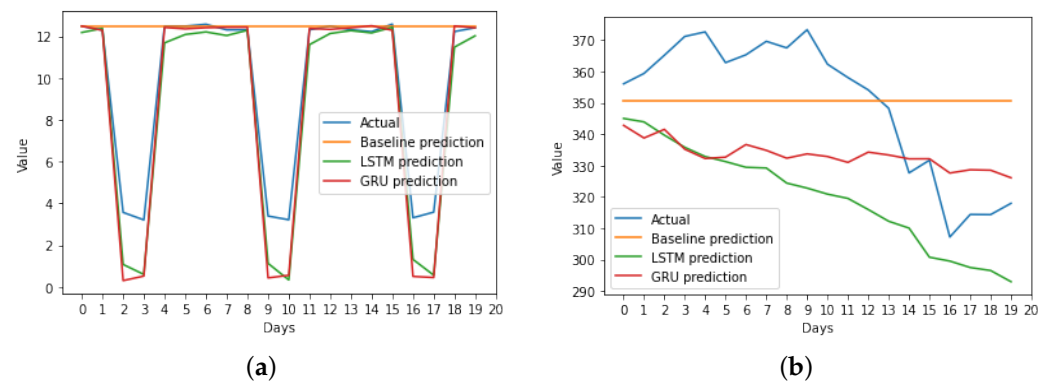 12
10
8
6
4
2
0
Value
Actual
Baseline prediction
LSTM prediction
GRU prediction
0 1 2 3 4 5 6 7 8 9 10 11 12 13 14 15 16 17 18 19 20
Days
(a)
370
360
350
340
330
320
310
300
290
Value
Actual
Baseline prediction
LSTM prediction
GRU prediction
0 1 2 3 4 5 6 7 8 9 10 11 12 13 14 15 16 17 18 19 20
Days
(b)